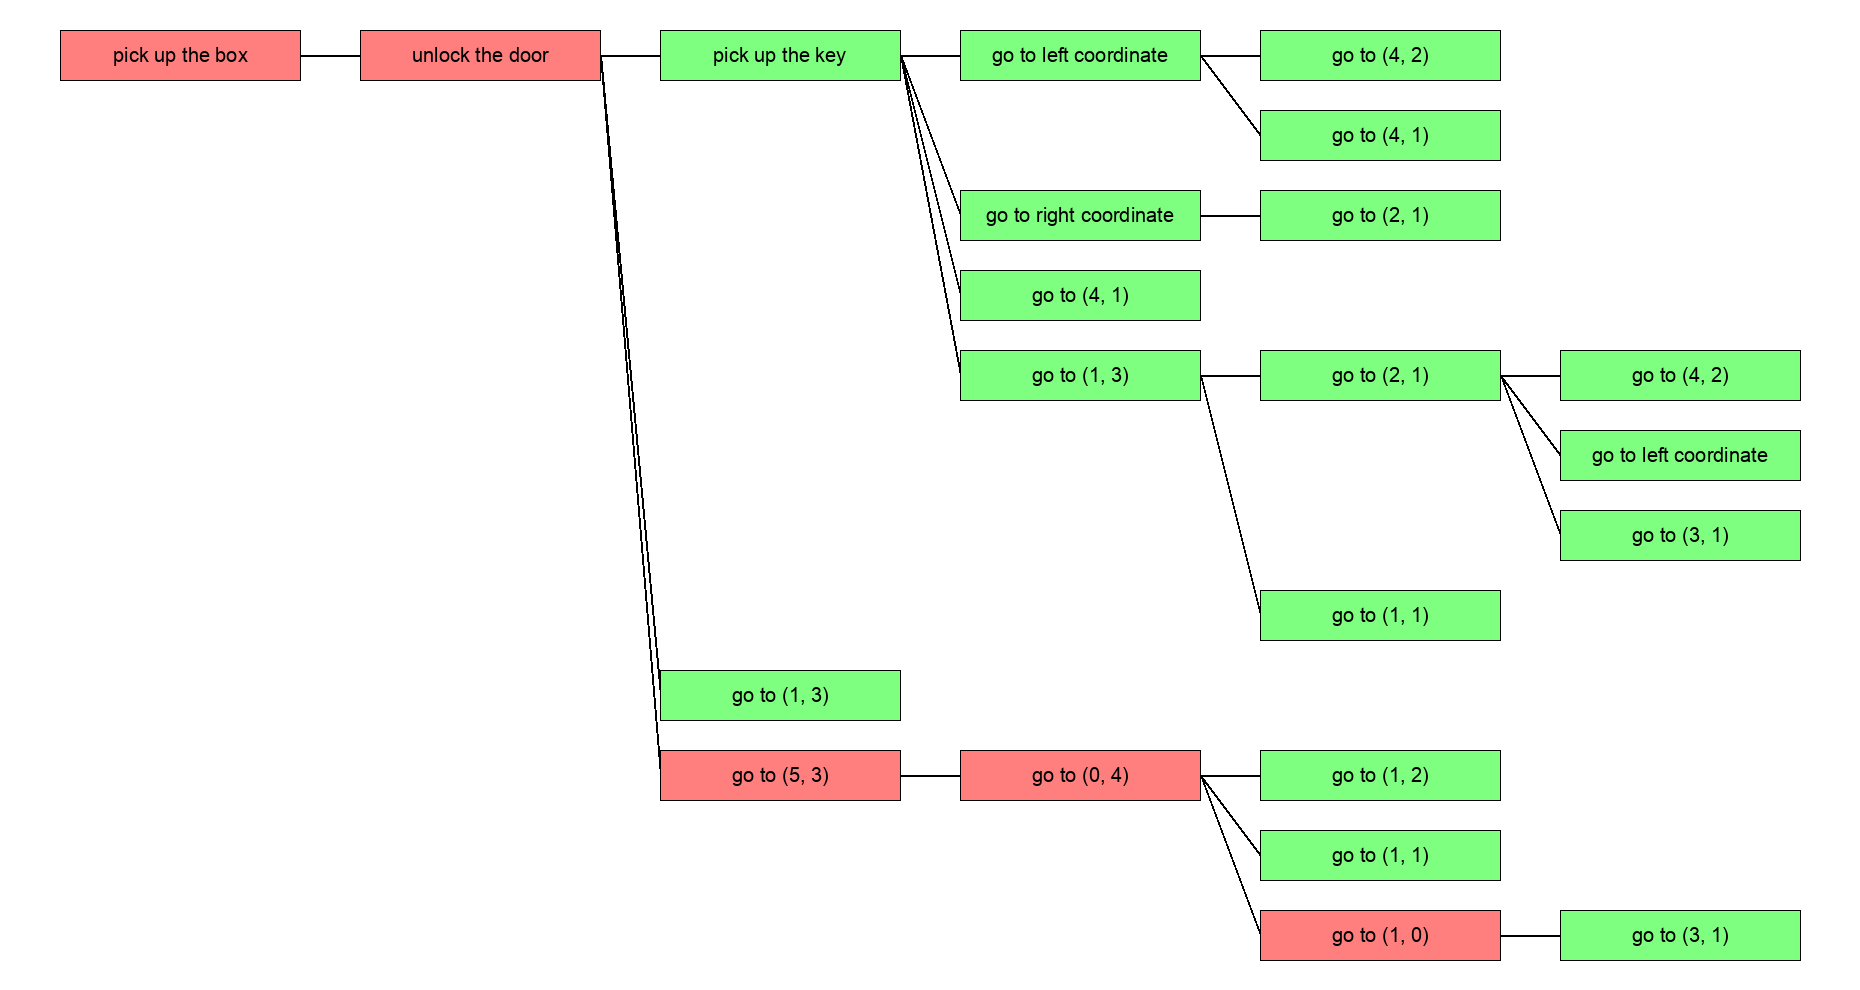 pick up the box
unlock the door
pick up the key
go to left coordinate
go to (4, 2)
go to (4, 1)
go to right coordinate
go to (2, 1)
go to (4, 1)
go to (1, 3)
go to (2, 1)
go to (4, 2)
go to left coordinate
go to (3, 1)
go to (1, 1)
go to (1, 3)
go to (5, 3)
go to (0, 4)
go to (1, 2)
go to (1, 1)
go to (1, 0)
go to (3, 1)